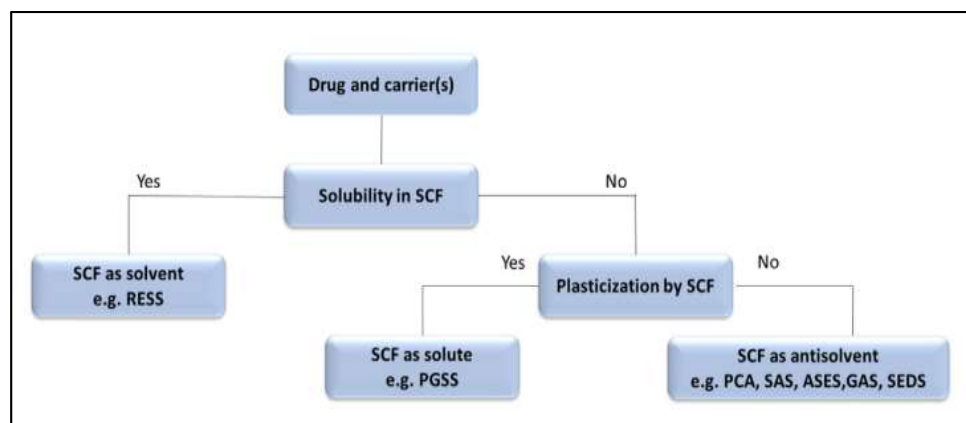 Drug and carrier(s)
Yes
Solubility in SCF
No
SCF as solvent
e.g. RESS
Yes
Plasticization by SCF
No
SCF as solute
e.g. PGSS
SCF as antisolvent
e.g. PCA, SAS, ASES,GAS, SEDS